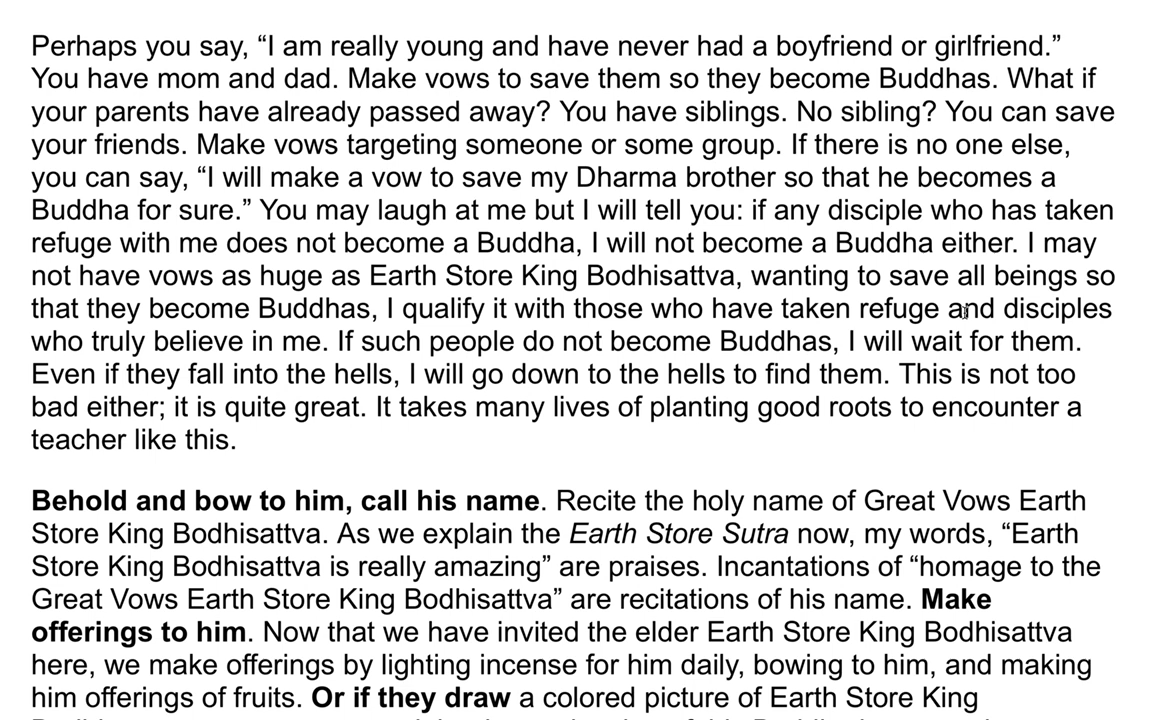 Perhaps you say, “I am really young and have never had a boyfriend or girlfriend.”
You have mom and dad. Make vows to save them so they become Buddhas. What if
your parents have already passed away? You have siblings. No sibling? You can save
your friends. Make vows targeting someone or some group. If there is no one else,
you can say, “I will make a vow to save my Dharma brother so that he becomes a
Buddha for sure.” You may laugh at me but I will tell you: if any disciple who has taken
refuge with me does not become a Buddha, I will not become a Buddha either. I may
not have vows as huge as Earth Store King Bodhisattva, wanting to save all beings so
that they become Buddhas, I qualify it with those who have taken refuge and disciples
who truly believe in me. If such people do not become Buddhas, I will wait for them.
Even if they fall into the hells, I will go down to the hells to find them. This is not too
bad either; it is quite great. It takes many lives of planting good roots to encounter a
teacher like this.
Behold and bow to him, call his name. Recite the holy name of Great Vows Earth
Store King Bodhisattva. As we explain the Earth Store Sutra now, my words, “Earth
Store King Bodhisattva is really amazing” are praises. Incantations of “homage to the
Great Vows Earth Store King Bodhisattva” are recitations of his name. Make
offerings to him. Now that we have invited the elder Earth Store King Bodhisattva
here, we make offerings by lighting incense for him daily, bowing to him, and making
him offerings of fruits. Or if they draw a colored picture of Earth Store King